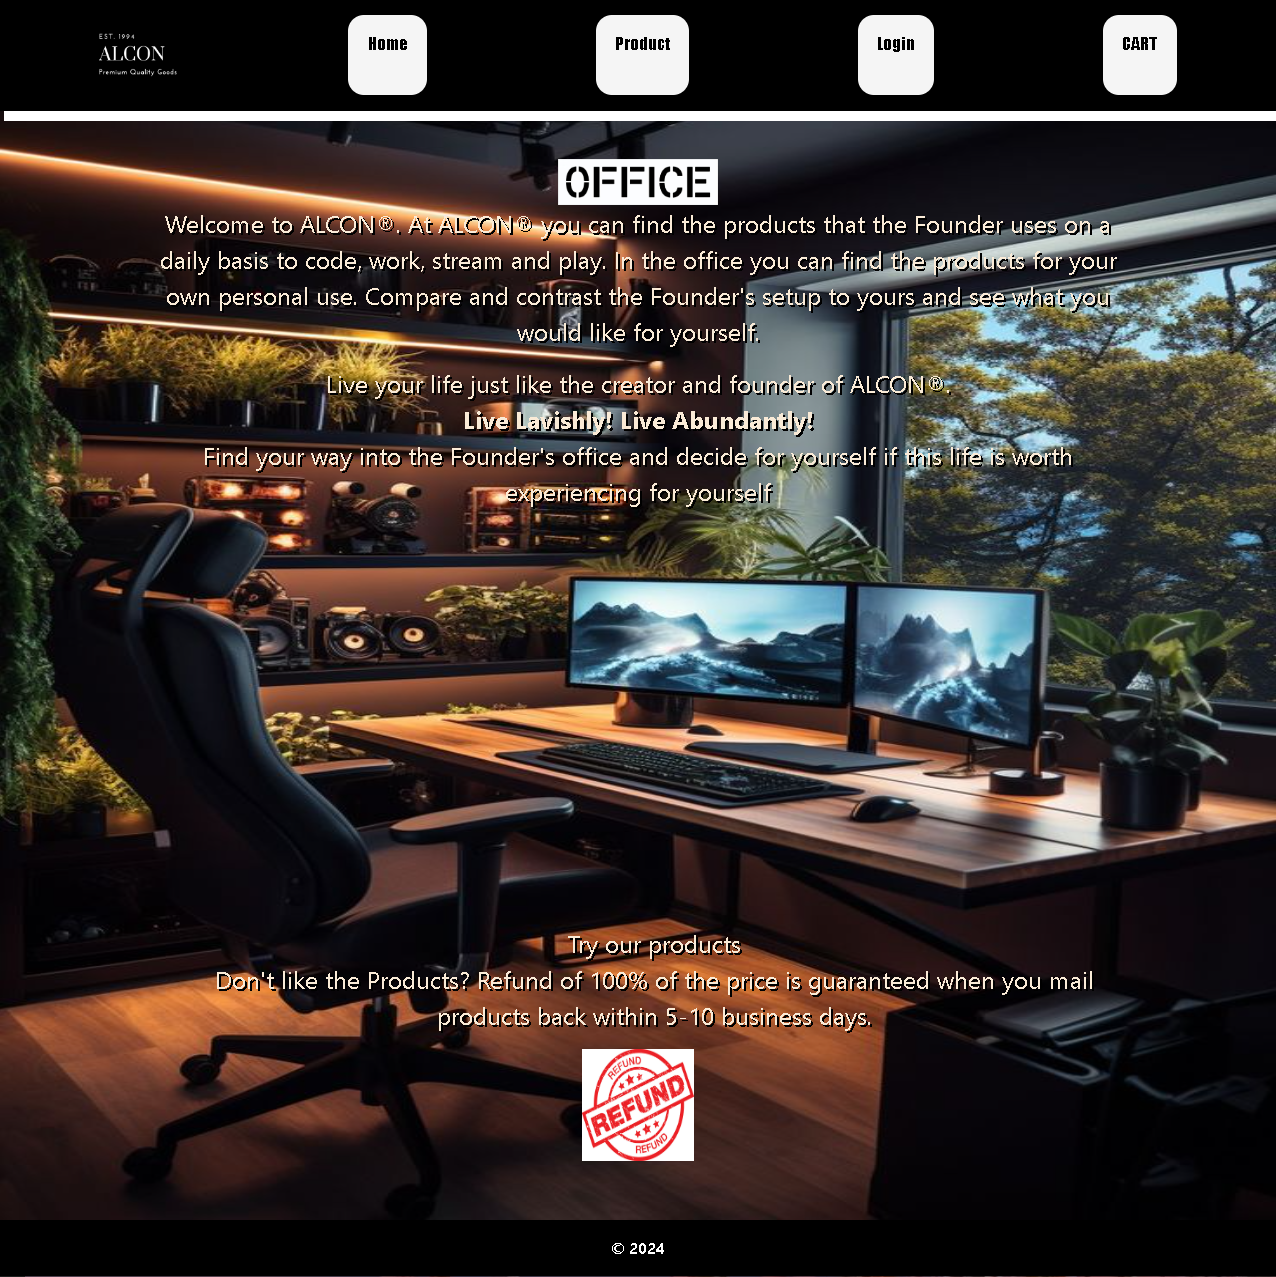 EST. 1994
ALCON
Premium Quality Goods
Home
Product
Login
CART
OFFICE
Welcome to ALCON®. At ALCON® you can find the products that the Founder uses on a
daily basis to code, work, stream and play. In the office you can find the products for your
own personal use. Compare and contrast the Founder's setup to yours and see what you
would like for yourself.
Live your life just like the creator and founder of ALCON®.
Live Lavishly! Live Abundantly!
Find your way into the Founder's office and decide for yourself if this life is worth
experiencing for yourself
Try our products
Don't like the Products? Refund of 100% of the price is guaranteed when you mail
products back within 5-10 business days.
REFUND
REFUND
REFUND
© 2024